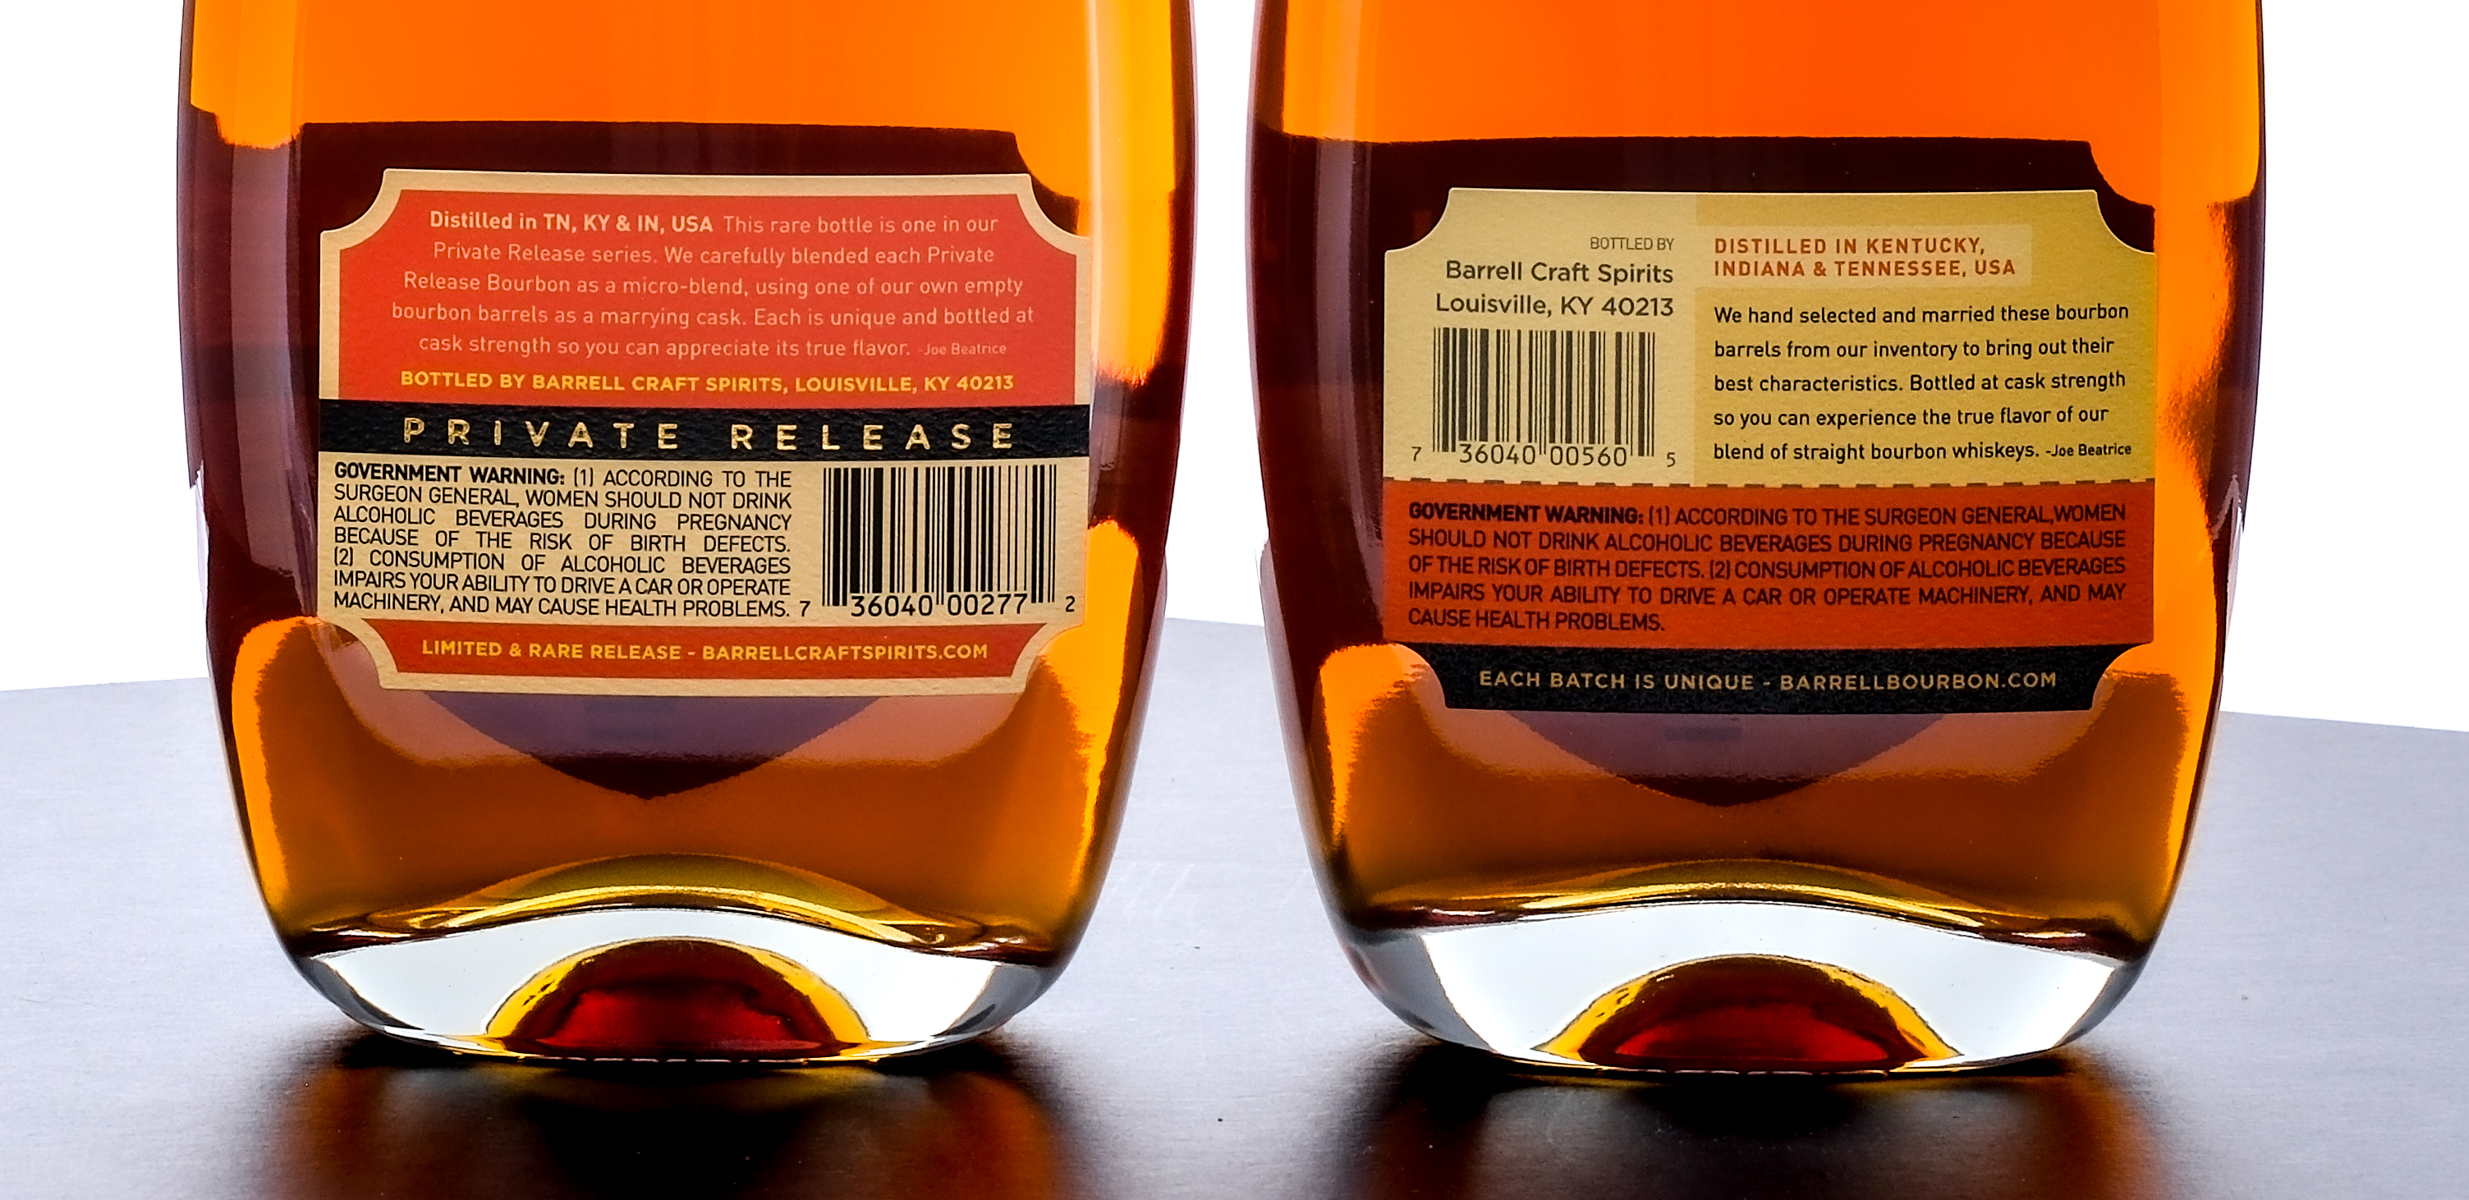 Distilled in TN, KY & IN, USA This rare bottle is one in our
Private Release series. We carefully blended each Private
Release Bourbon as a micro-blend, using one of our own empty
bourbon barrels as a marrying cask. Each is unique and bottled at
cask strength so you can appreciate its true flavor. -Joe Beatrice
BOTTLED BY BARRELL CRAFT SPIRITS, LOUISVILLE, KY 40213
PRIVATE RELEASE
GOVERNMENT WARNING: (1) ACCORDING TO THE
SURGEON GENERAL, WOMEN SHOULD NOT DRINK
ALCOHOLIC BEVERAGES DURING PREGNANCY
BECAUSE OF THE RISK OF BIRTH DEFECTS.
(2) CONSUMPTION OF ALCOHOLIC BEVERAGES
IMPAIRS YOUR ABILITY TO DRIVE A CAR OR OPERATE
MACHINERY, AND MAY CAUSE HEALTH PROBLEMS.
7 36040 00277 2
LIMITED & RARE RELEASE - BARRELLCRAFTSPIRITS.COM
BOTTLED BY
Barrell Craft Spirits
Louisville, KY 40213
7 36040 00560 5
DISTILLED IN KENTUCKY,
INDIANA & TENNESSEE, USA
We hand selected and married these bourbon
barrels from our inventory to bring out their
best characteristics. Bottled at cask strength
so you can experience the true flavor of our
blend of straight bourbon whiskeys. -Joe Beatrice
GOVERNMENT WARNING: (1) ACCORDING TO THE SURGEON GENERAL,WOMEN
SHOULD NOT DRINK ALCOHOLIC BEVERAGES DURING PREGNANCY BECAUSE
OF THE RISK OF BIRTH DEFECTS. (2) CONSUMPTION OF ALCOHOLIC BEVERAGES
IMPAIRS YOUR ABILITY TO DRIVE A CAR OR OPERATE MACHINERY, AND MAY
CAUSE HEALTH PROBLEMS.
EACH BATCH IS UNIQUE - BARRELLBOURBON.COM